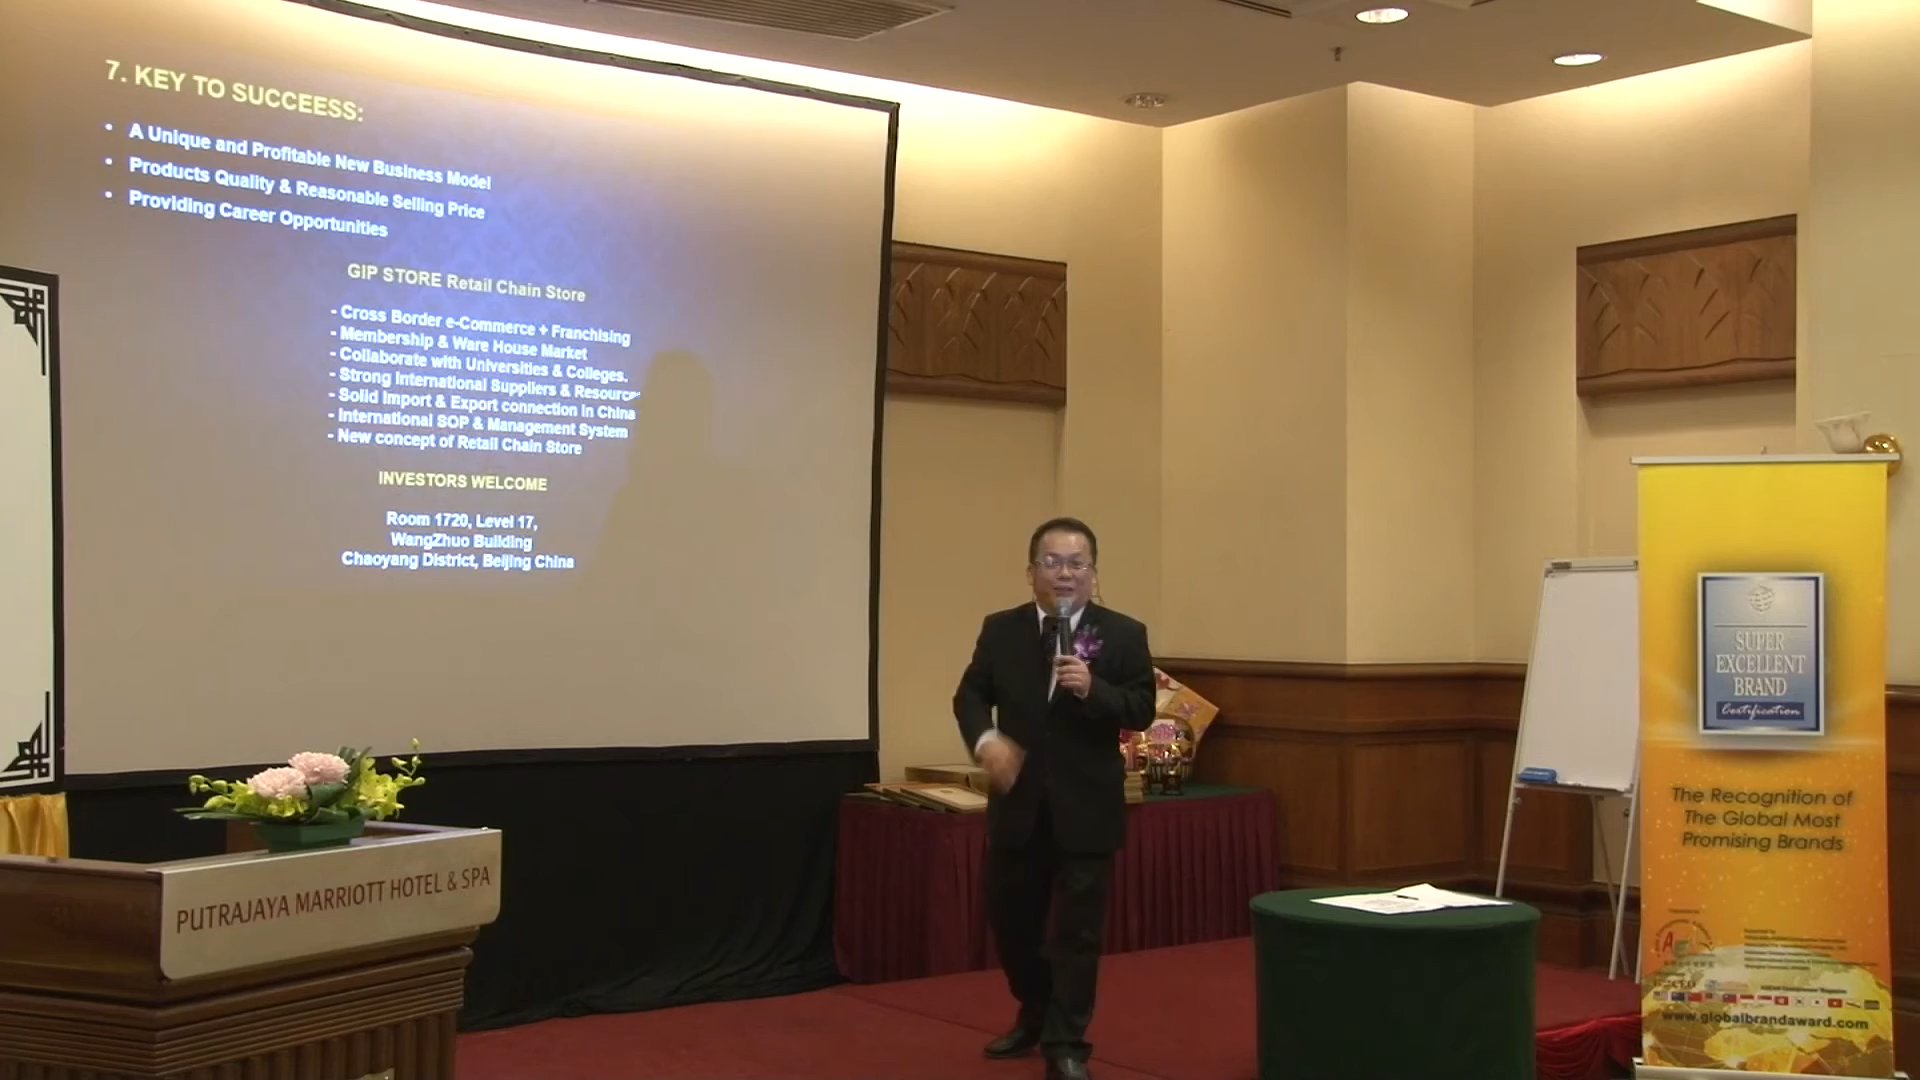 7. KEY TO SUCCEESS:
• A Unique and Profitable New Business Model
• Products Quality & Reasonable Selling Price
• Providing Career Opportunities
GIP STORE Retail Chain Store
- Cross Border e-Commerce + Franchising
- Membership & Ware House Market
- Collaborate with Universities & Colleges.
- Strong International Suppliers & Resources
- Solid Import & Export connection in China
- International SOP & Management System
- New concept of Retail Chain Store
INVESTORS WELCOME
Room 1720, Level 17,
WangZhuo Building
Chaoyang District, Beijing China
PUTRAJAYA MARRIOTT HOTEL & SPA
SUPER
EXCELLENT
BRAND
Certification
The Recognition of
The Global Most
Promising Brands
www.globalbrandaward.com